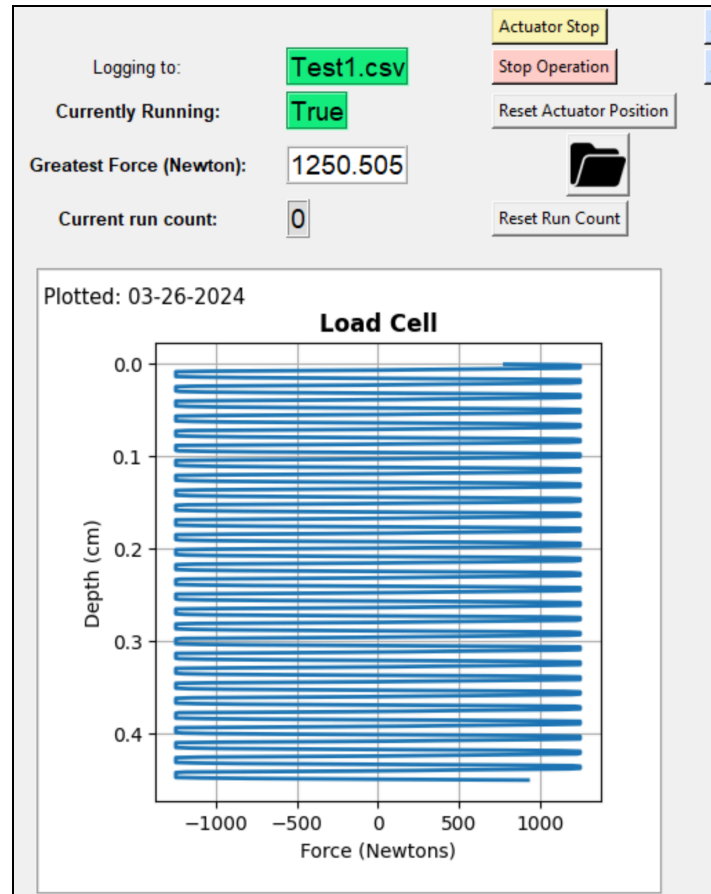 Actuator Stop
Logging to: Test1.csv Stop Operation
Currently Running: True Reset Actuator Position
Greatest Force (Newton): 1250.505
Current run count: 0 Reset Run Count
Plotted: 03-26-2024
Load Cell
0.0
0.1
0.2
0.3
0.4
Depth (cm)
−1000 −500 0 500 1000
Force (Newtons)